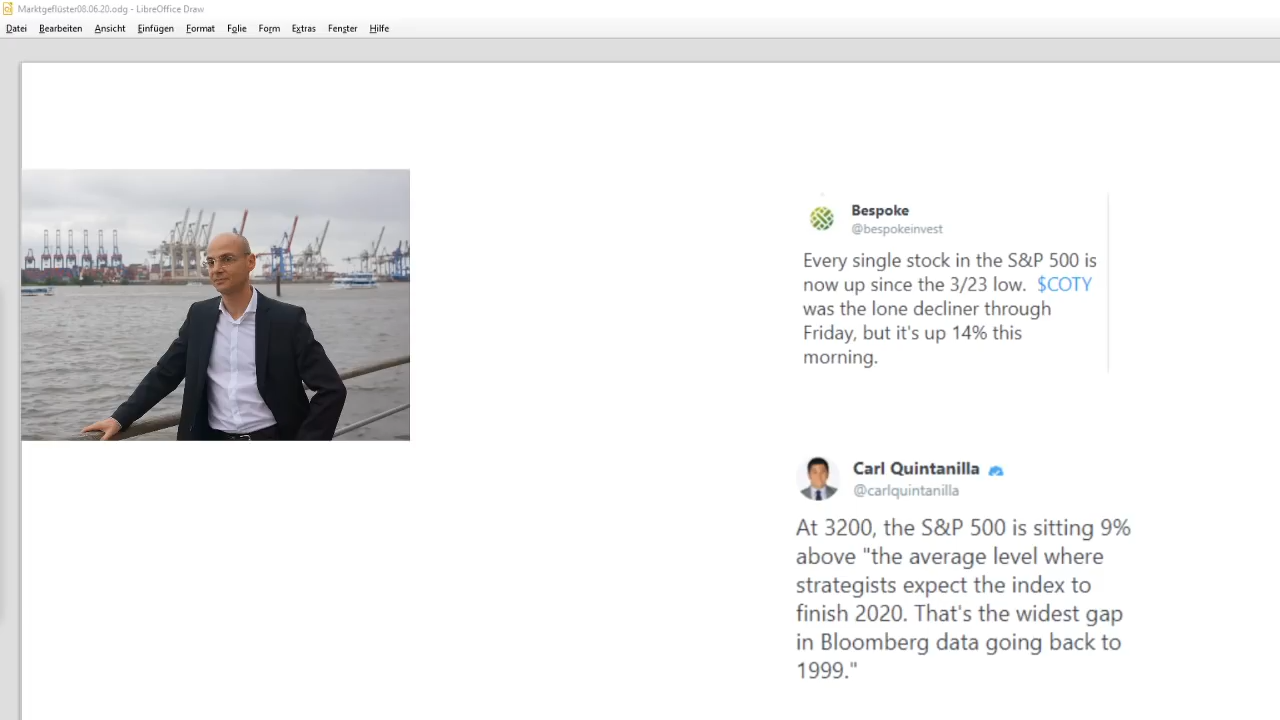 Marktgeflüster08.06.20.odg - LibreOffice Draw
Datei Bearbeiten Ansicht Einfügen Format Folie Form Extras Fenster Hilfe
Bespoke
@bespokeinvest
Every single stock in the S&P 500 is
now up since the 3/23 low. $COTY
was the lone decliner through
Friday, but it's up 14% this
morning.
Carl Quintanilla
@carlquintanilla
At 3200, the S&P 500 is sitting 9%
above "the average level where
strategists expect the index to
finish 2020. That's the widest gap
in Bloomberg data going back to
1999."